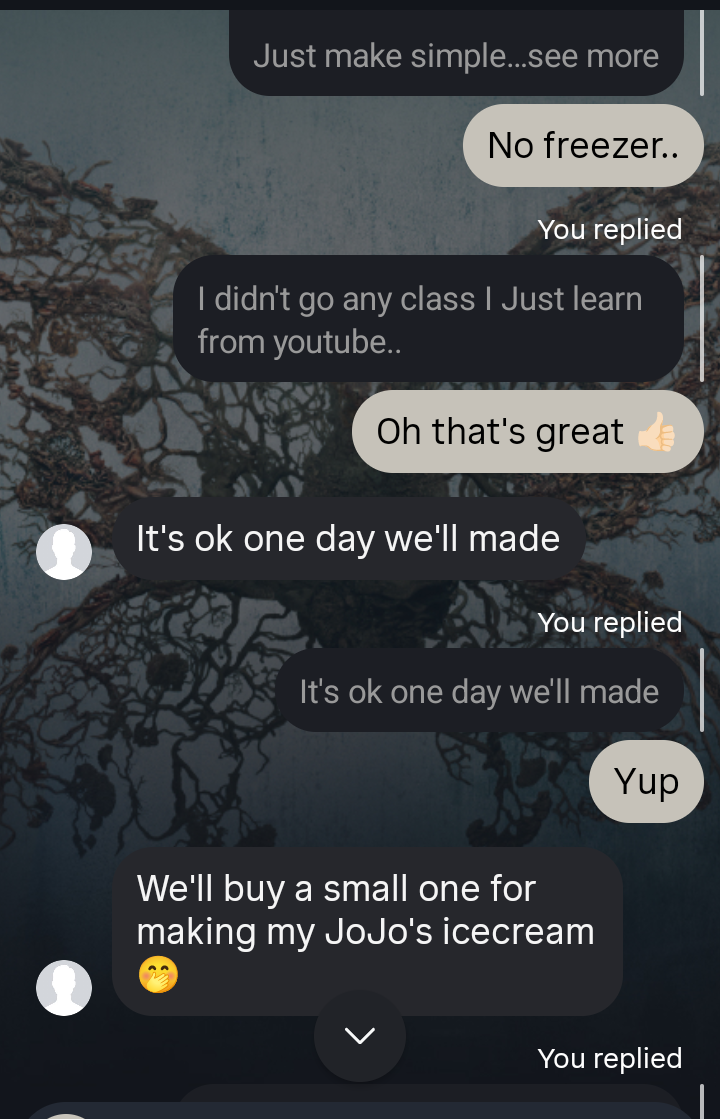 Just make simple...see more
No freezer..
You replied
I didn't go any class I Just learn
from youtube..
Oh that's great 👍🏻
It's ok one day we'll made
You replied
It's ok one day we'll made
Yup
We'll buy a small one for
making my JoJo's icecream
🤭
You replied